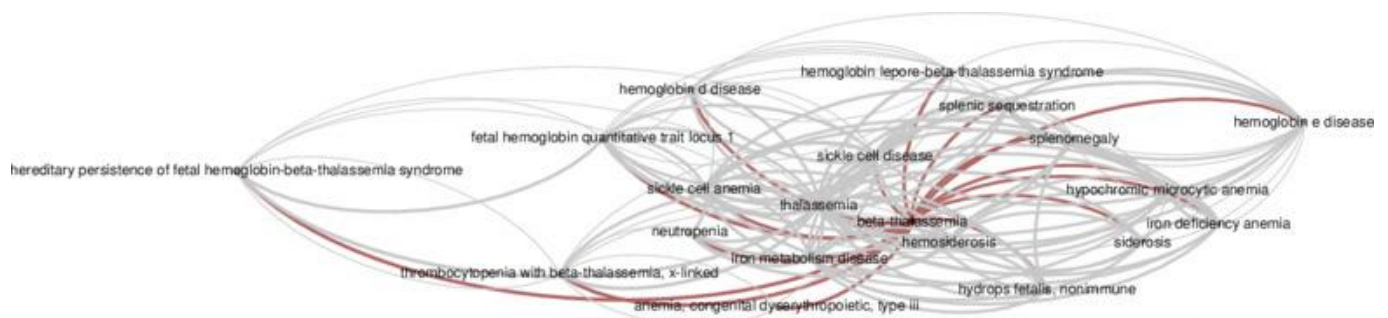 hemoglobin lepore-beta-thalassemia syndrome
hemoglobin d disease
splenic sequestration
hemoglobin e disease
fetal hemoglobin quantitative trait locus 1
splenomegaly
sickle cell disease
hereditary persistence of fetal hemoglobin-beta-thalassemia syndrome
sickle cell anemia
hypochromic microcytic anemia
thalassemia
beta-thalassemia
iron deficiency anemia
neutropenia
hemosiderosis
siderosis
iron metabolism disease
thrombocytopenia with beta-thalassemia, x-linked
hydrops fetalis, nonimmune
anemia, congenital dyserythropoietic, type iii